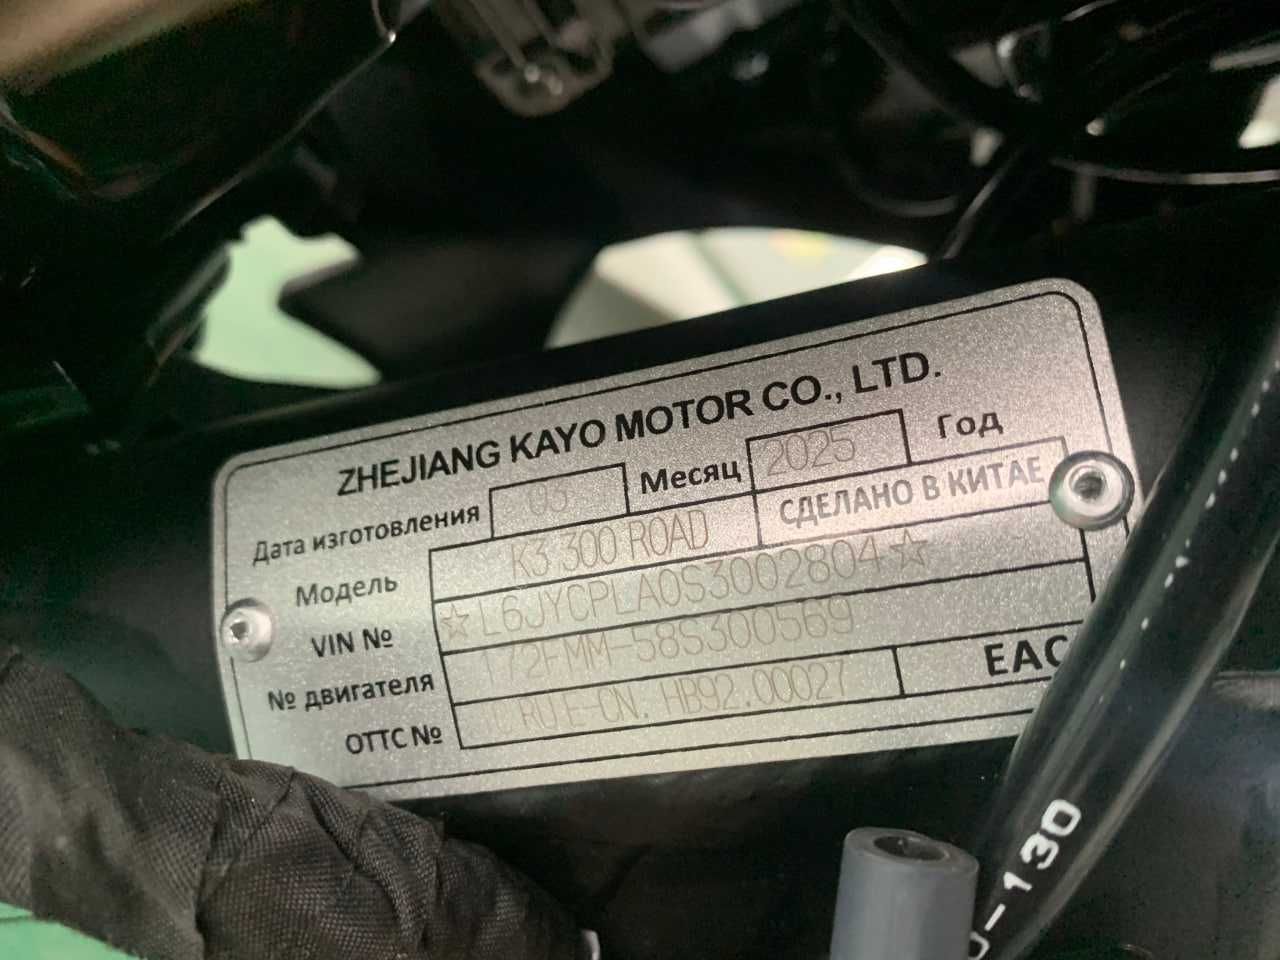 ZHEJIANG KAYO MOTOR CO., LTD.
Дата изготовления 03 Месяц 2025 Год
Модель K3 300 ROAD СДЕЛАНО В КИТАЕ
VIN № ☆L6JYCPLA0S3002804☆
№ двигателя 172FMM-58S300569
ОТТС № RU E-CN. HB92.00027 EAC
-130